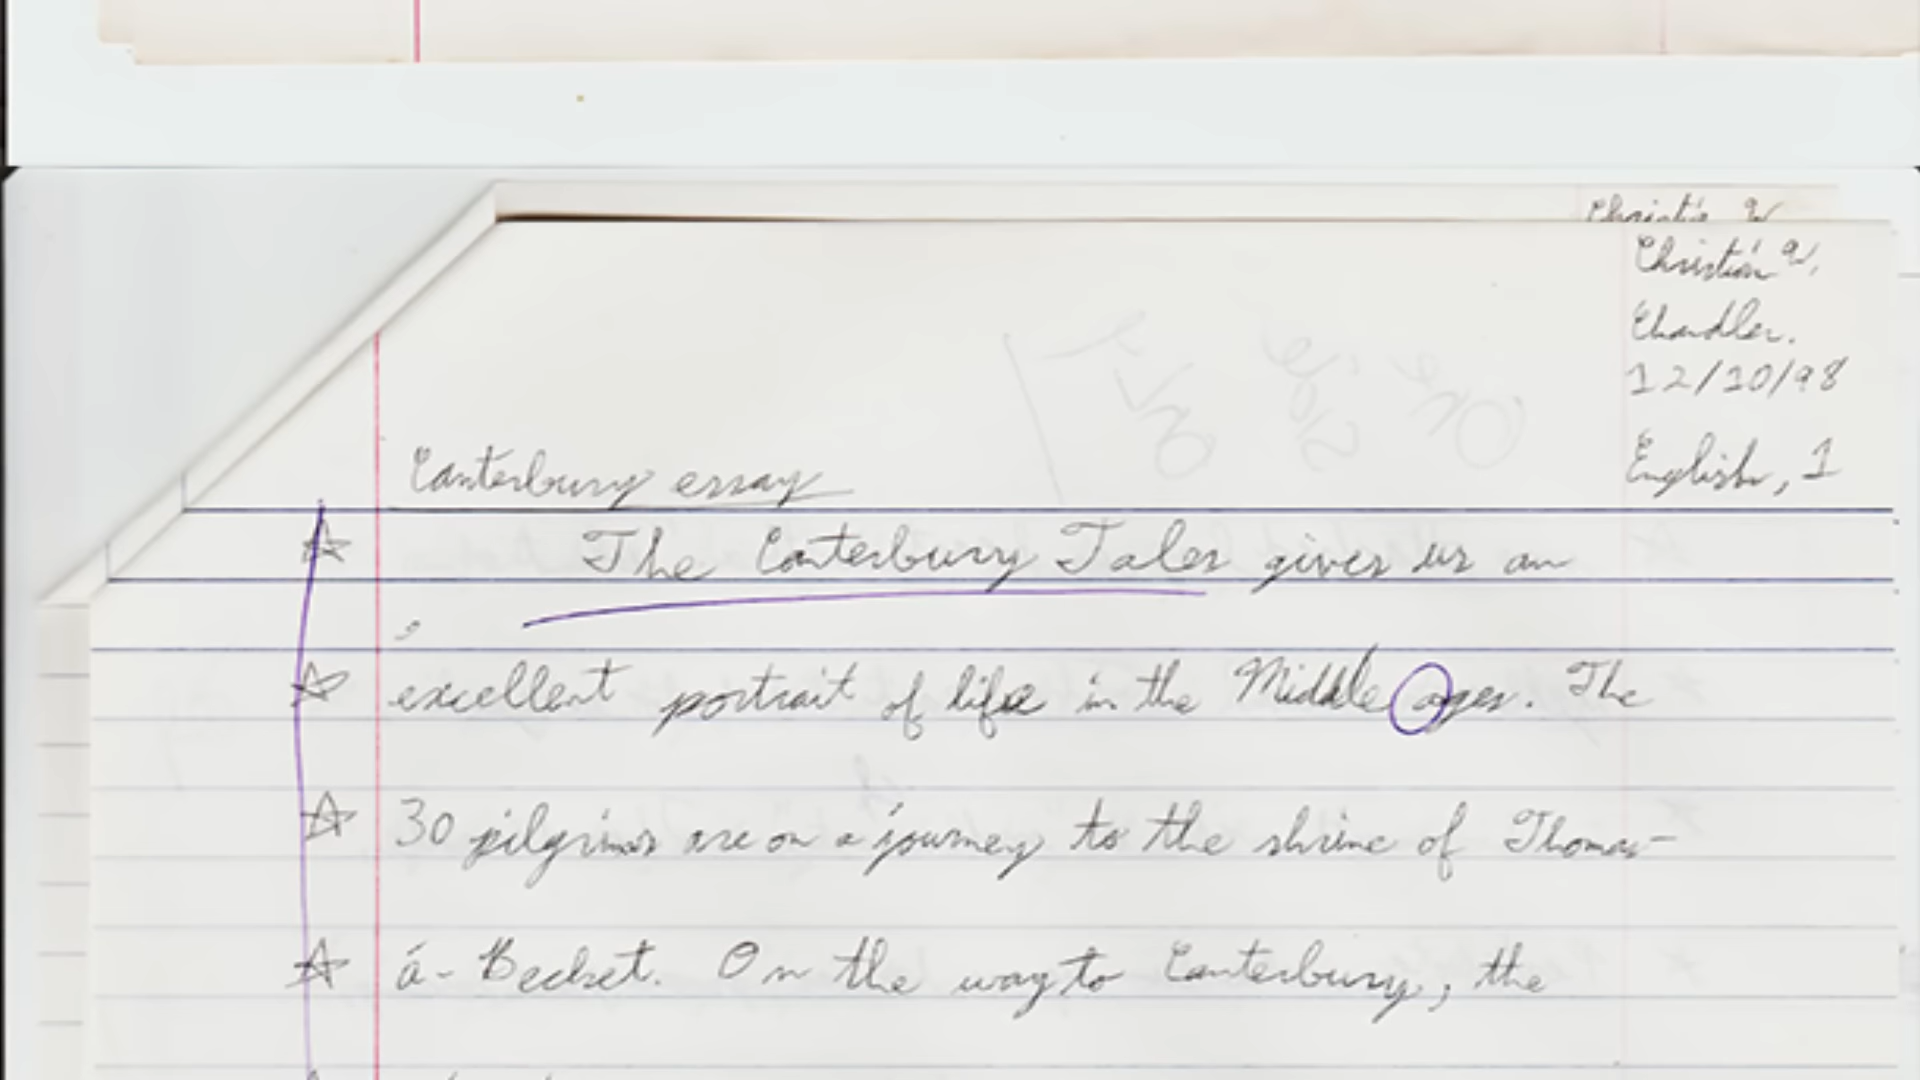 Christian W.
Chandler.
12/10/98
English, 1
Canterbury essay
The Canterbury Tales gives us an
excellent portrait of life in the Middle ages. The
30 pilgrims are on a journey to the shrine of Thomas-
á-Becket. On the way to Canterbury, the